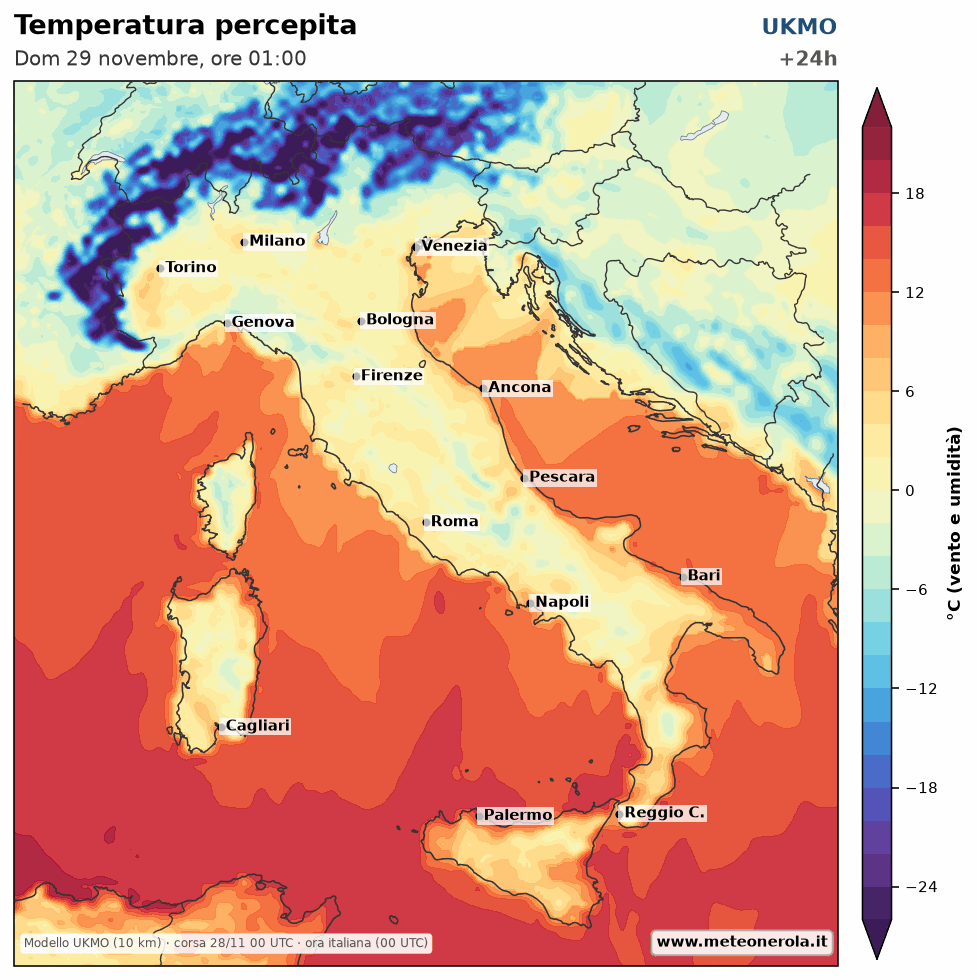 Temperatura percepita
UKMO
Dom 29 novembre, ore 01:00
+24h
Milano
Venezia
Torino
Genova
Bologna
Firenze
Ancona
Pescara
Roma
Bari
Napoli
Cagliari
Palermo
Reggio C.
18
12
6
0
−6
−12
−18
−24
°C (vento e umidità)
Modello UKMO (10 km) · corsa 28/11 00 UTC · ora italiana (00 UTC)
www.meteonerola.it